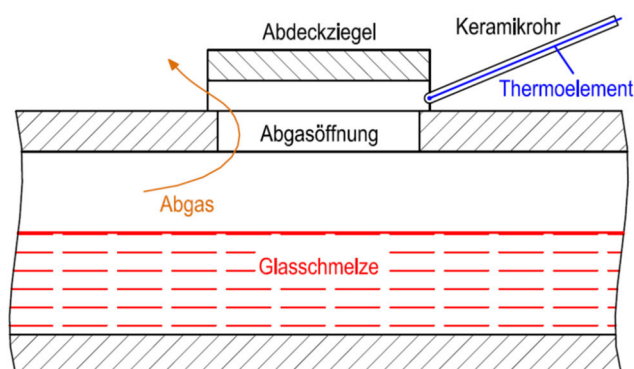 Abdeckziegel
Keramikrohr
Thermoelement
Abgasöffnung
Abgas
Glasschmelze